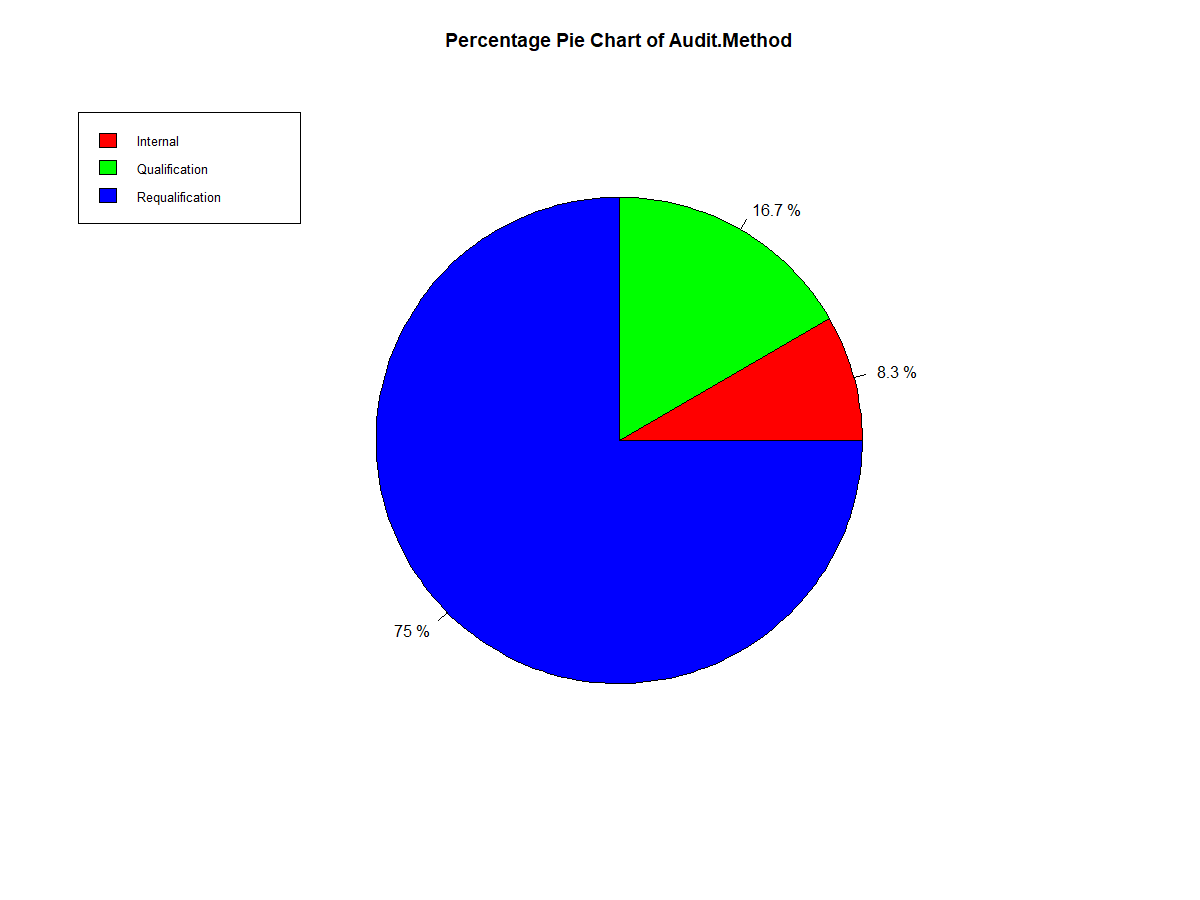 Percentage Pie Chart of Audit.Method
Internal
Qualification
Requalification
16.7 %
8.3 %
75 %